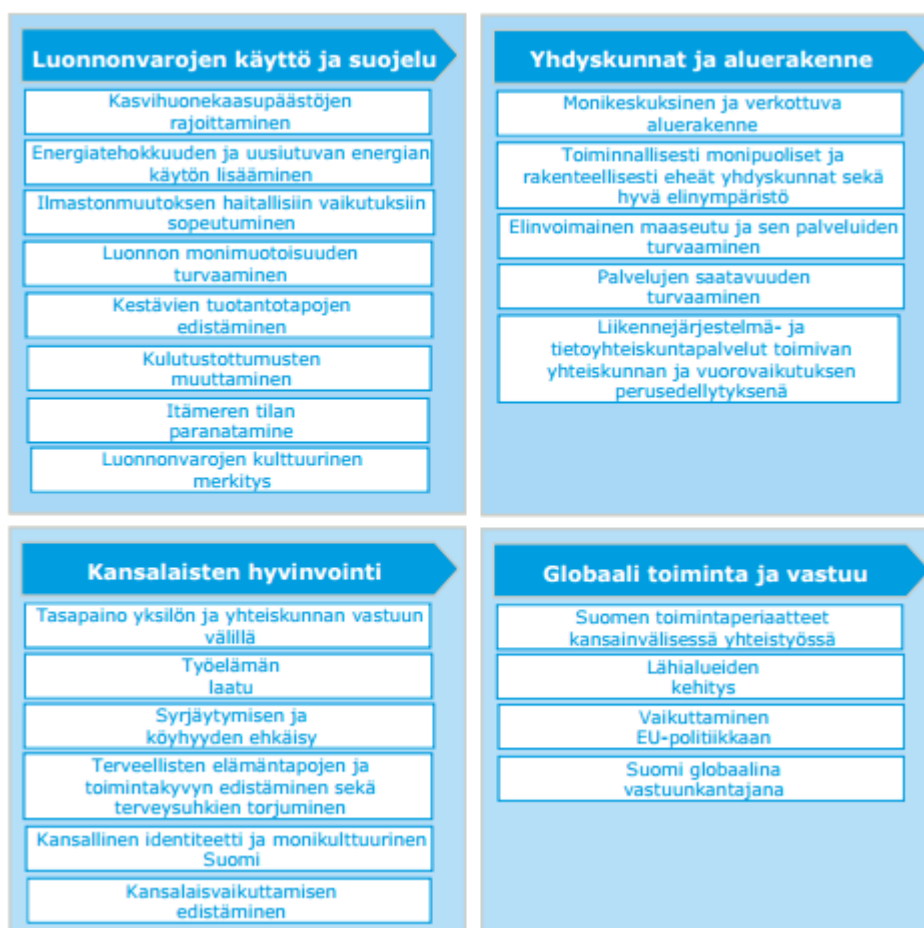 Luonnonvarojen käyttö ja suojelu
Kasvihuonekaasupäästöjen
rajoittaminen
Energiatehokkuuden ja uusiutuvan energian
käytön lisääminen
Ilmastonmuutoksen haitallisiin vaikutuksiin
sopeutuminen
Luonnon monimuotoisuuden
turvaaminen
Kestävien tuotantotapojen
edistäminen
Kulutustottumusten
muuttaminen
Itämeren tilan
paranatamine
Luonnonvarojen kulttuurinen
merkitys
Yhdyskunnat ja aluerakenne
Monikeskuksinen ja verkottuva
aluerakenne
Toiminnallisesti monipuoliset ja
rakenteellisesti eheät yhdyskunnat sekä
hyvä elinympäristö
Elinvoimainen maaseutu ja sen palveluiden
turvaaminen
Palvelujen saatavuuden
turvaaminen
Liikennejärjestelmä- ja
tietoyhteiskuntapalvelut toimivan
yhteiskunnan ja vuorovaikutuksen
perusedellytyksenä
Kansalaisten hyvinvointi
Tasapaino yksilön ja yhteiskunnan vastuun
välillä
Työelämän
laatu
Syrjäytymisen ja
köyhyyden ehkäisy
Terveellisten elämäntapojen ja
toimintakyvyn edistäminen sekä
terveysuhkien torjuminen
Kansallinen identiteetti ja monikulttuurinen
Suomi
Kansalaisvaikuttamisen
edistäminen
Globaali toiminta ja vastuu
Suomen toimintaperiaatteet
kansainvälisessä yhteistyössä
Lähialueiden
kehitys
Vaikuttaminen
EU-politiikkaan
Suomi globaalina
vastuunkantajana